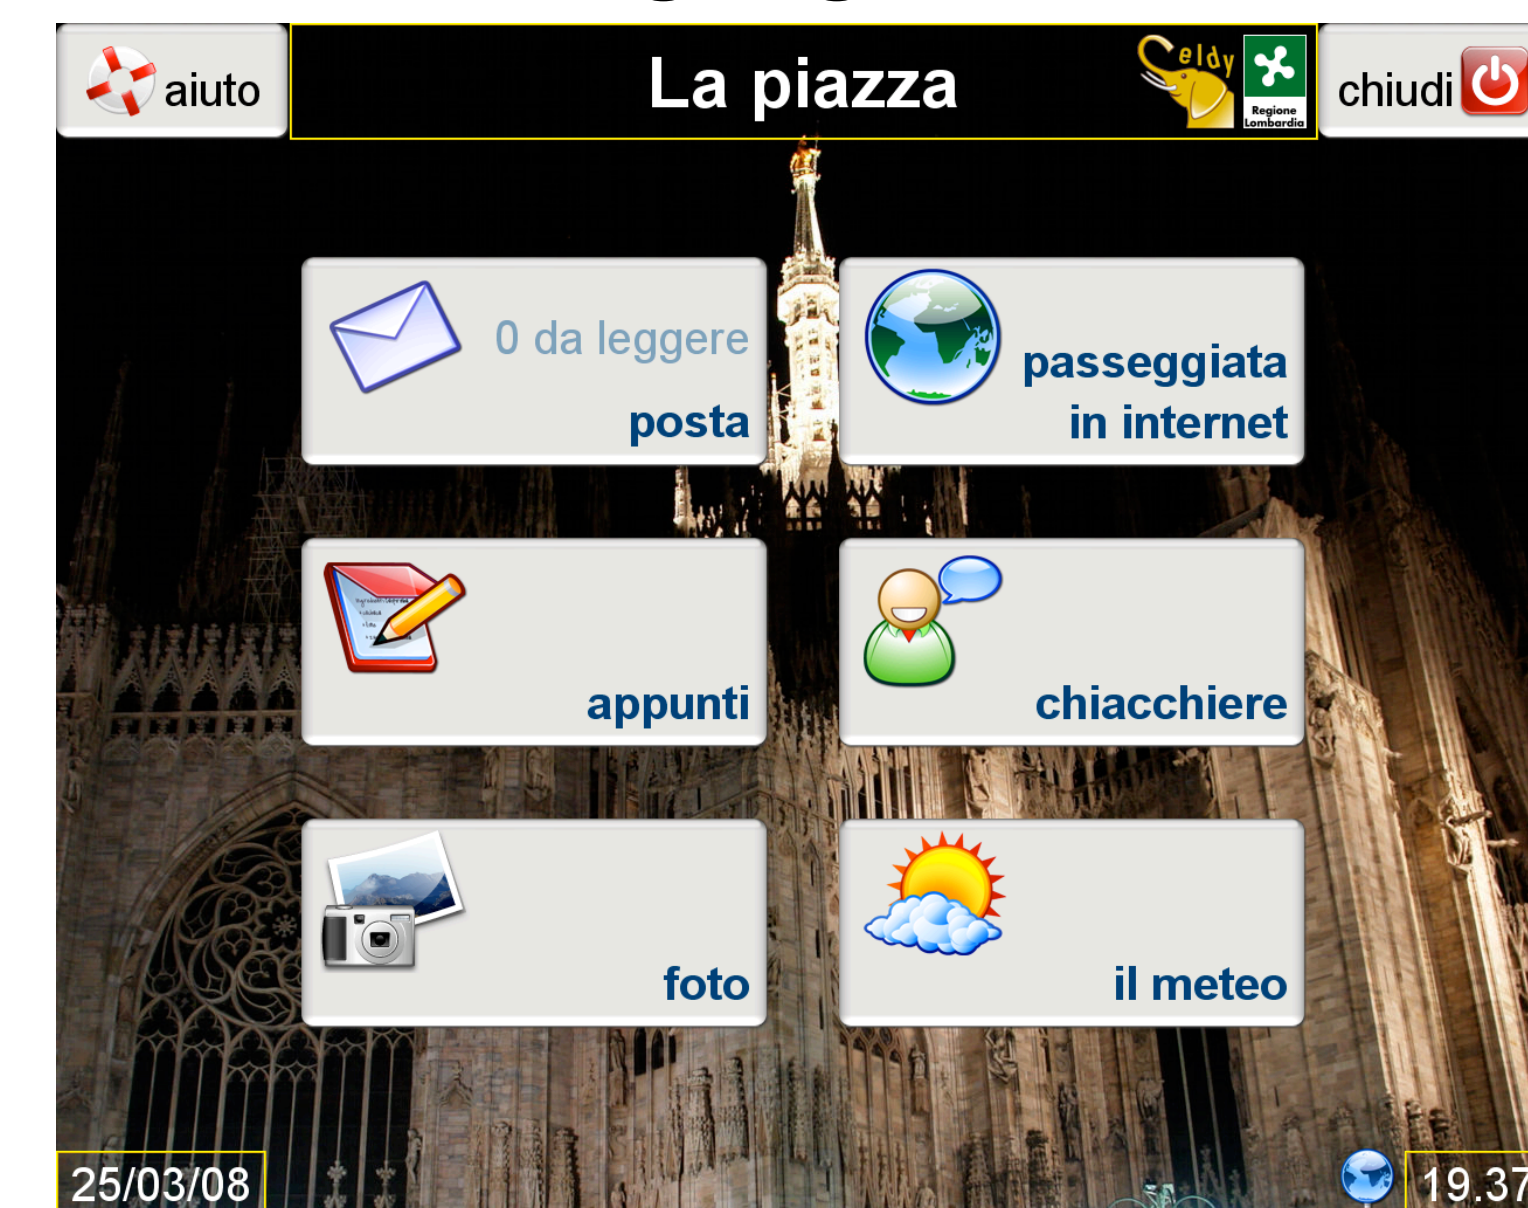 aiuto
La piazza
eldy
Regione
Lombardia
chiudi
0 da leggere
posta
passeggiata
in internet
appunti
chiacchiere
foto
il meteo
25/03/08
19.37